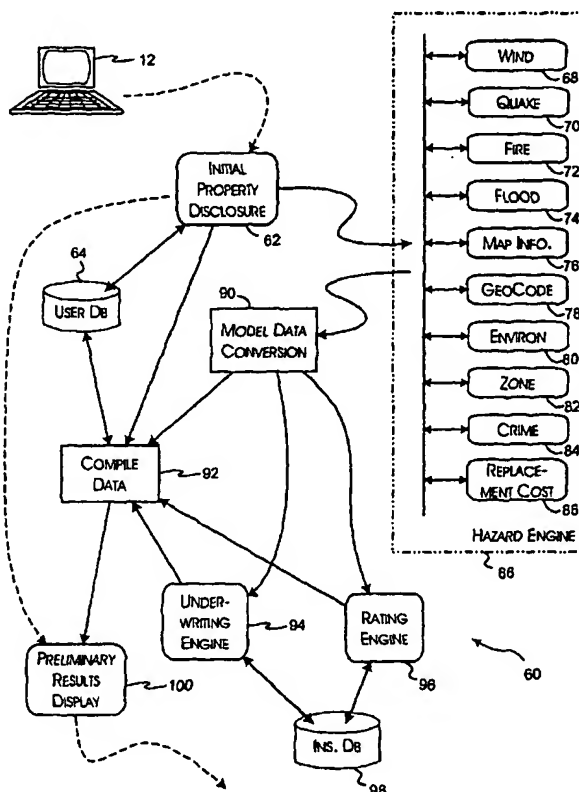 12
WIND
68
QUAKE
70
FIRE
72
FLOOD
74
MAP INFO.
76
GEOCODE
78
ENVIRON
80
ZONE
82
CRIME
84
REPLACE-
MENT COST
86
HAZARD ENGINE
86
INITIAL
PROPERTY
DISCLOSURE
62
64
USER DB
90
MODEL DATA
CONVERSION
COMPILE
DATA
92
UNDER-
WRITING
ENGINE
94
RATING
ENGINE
96
PRELIMINARY
RESULTS
DISPLAY
100
INS. DB
98
60